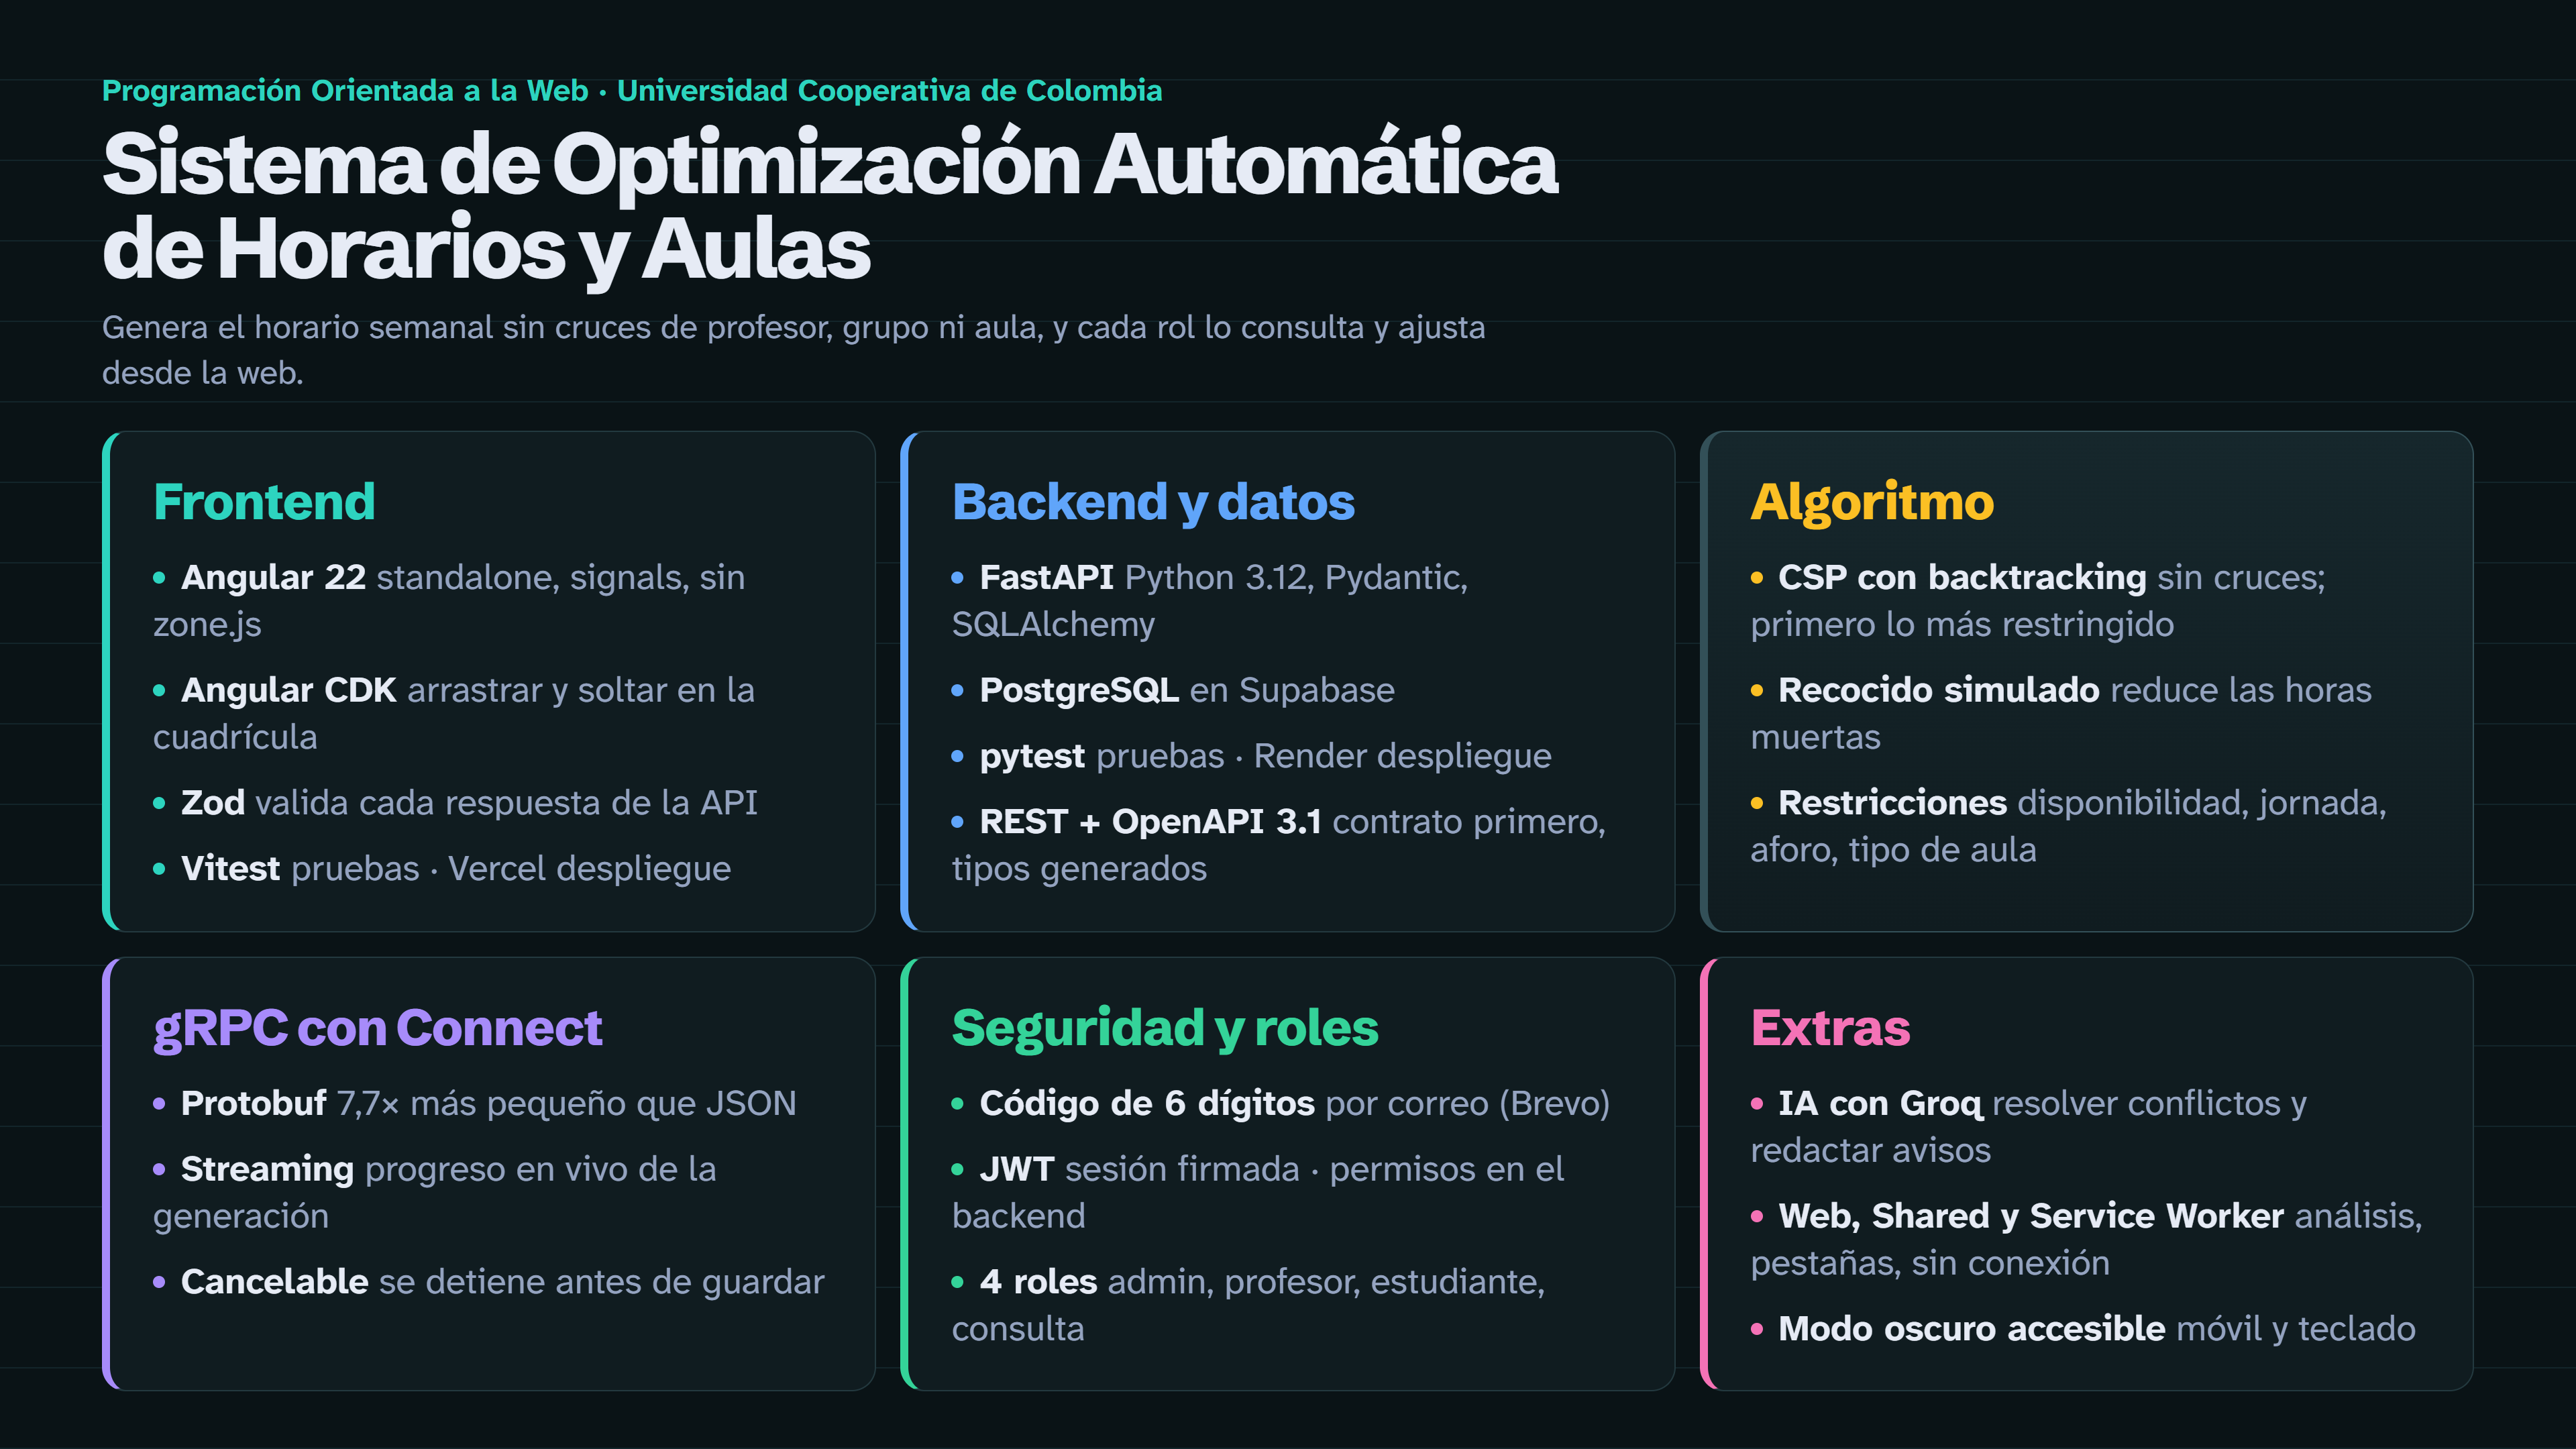 Programación Orientada a la Web · Universidad Cooperativa de Colombia
Sistema de Optimización Automática
de Horarios y Aulas
Genera el horario semanal sin cruces de profesor, grupo ni aula, y cada rol lo consulta y ajusta
desde la web.
Frontend
• Angular 22 standalone, signals, sin
zone.js
• Angular CDK arrastrar y soltar en la
cuadrícula
• Zod valida cada respuesta de la API
• Vitest pruebas · Vercel despliegue
Backend y datos
• FastAPI Python 3.12, Pydantic,
SQLAlchemy
• PostgreSQL en Supabase
• pytest pruebas · Render despliegue
• REST + OpenAPI 3.1 contrato primero,
tipos generados
Algoritmo
• CSP con backtracking sin cruces;
primero lo más restringido
• Recocido simulado reduce las horas
muertas
• Restricciones disponibilidad, jornada,
aforo, tipo de aula
gRPC con Connect
• Protobuf 7,7× más pequeño que JSON
• Streaming progreso en vivo de la
generación
• Cancelable se detiene antes de guardar
Seguridad y roles
• Código de 6 dígitos por correo (Brevo)
• JWT sesión firmada · permisos en el
backend
• 4 roles admin, profesor, estudiante,
consulta
Extras
• IA con Groq resolver conflictos y
redactar avisos
• Web, Shared y Service Worker análisis,
pestañas, sin conexión
• Modo oscuro accesible móvil y teclado